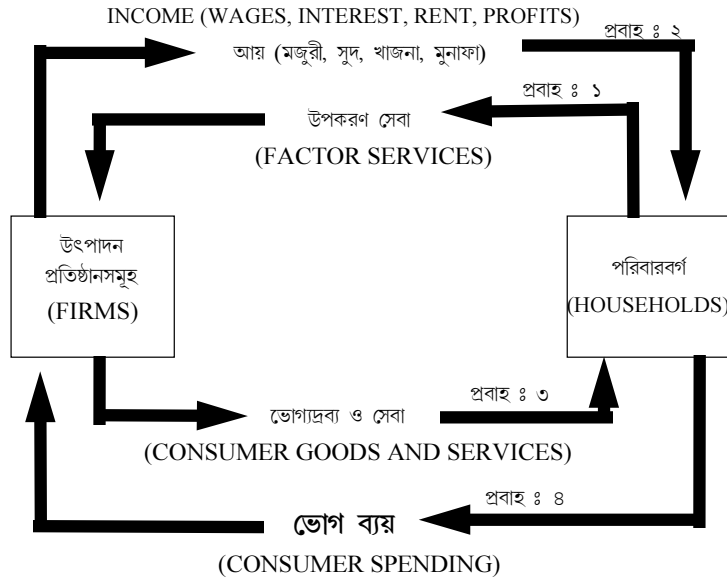 INCOME (WAGES, INTEREST, RENT, PROFITS)
আয় (মজুরী, সুদ, খাজনা, মুনাফা)
প্রবাহ ঃ ২
প্রবাহ ঃ ১
উপকরণ সেবা
(FACTOR SERVICES)
উৎপাদন
প্রতিষ্ঠানসমূহ
(FIRMS)
পরিবারবর্গ
(HOUSEHOLDS)
প্রবাহ ঃ ৩
ভোগ্যদ্রব্য ও সেবা
(CONSUMER GOODS AND SERVICES)
প্রবাহ ঃ ৪
ভোগ ব্যয়
(CONSUMER SPENDING)